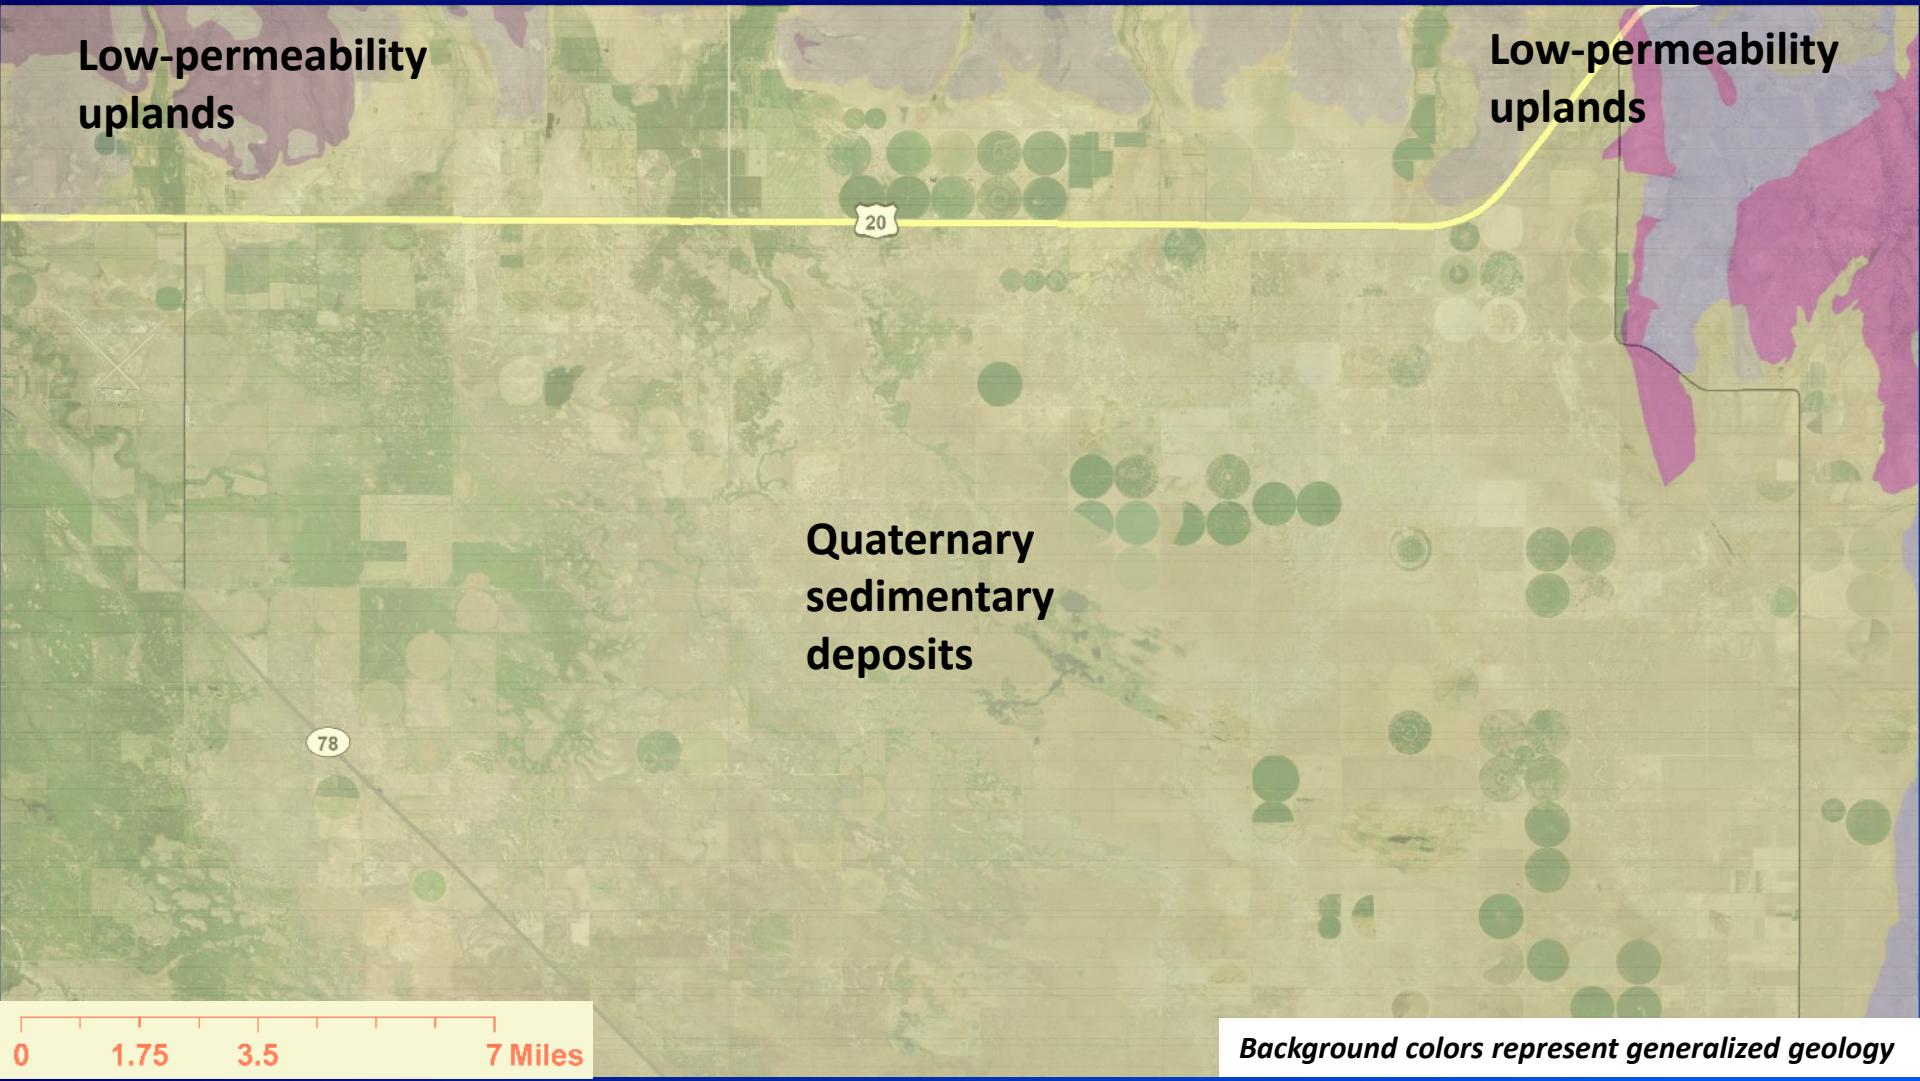 Low-permeability
uplands
Low-permeability
uplands
20
Quaternary
sedimentary
deposits
78
0 1.75 3.5 7 Miles
Background colors represent generalized geology